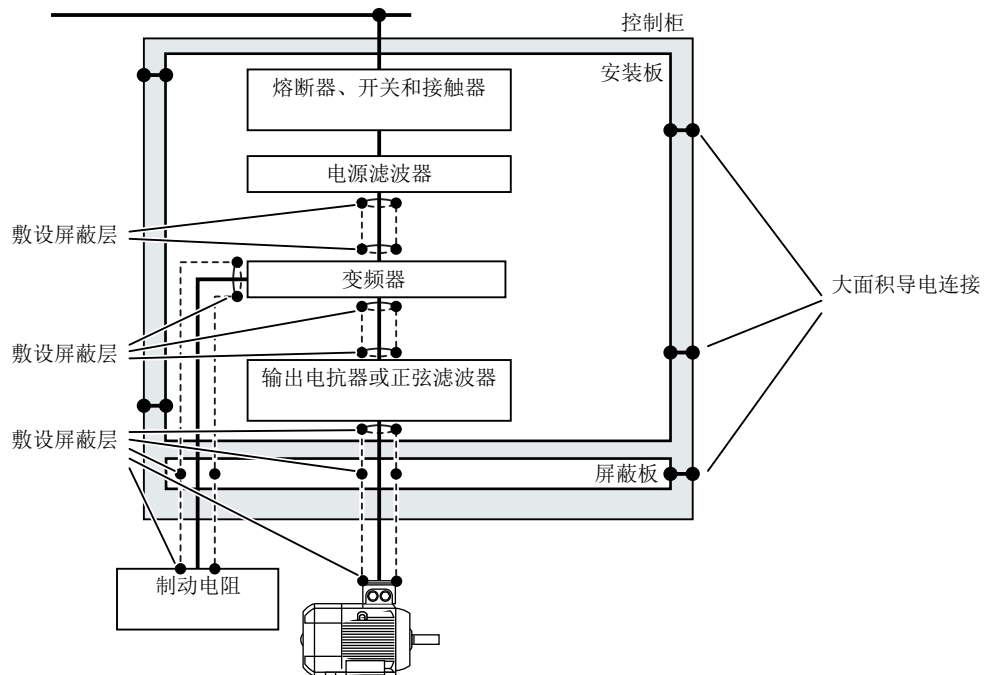 控制柜
安装板
熔断器、开关和接触器
电源滤波器
敷设屏蔽层
变频器
大面积导电连接
敷设屏蔽层
输出电抗器或正弦滤波器
敷设屏蔽层
屏蔽板
制动电阻